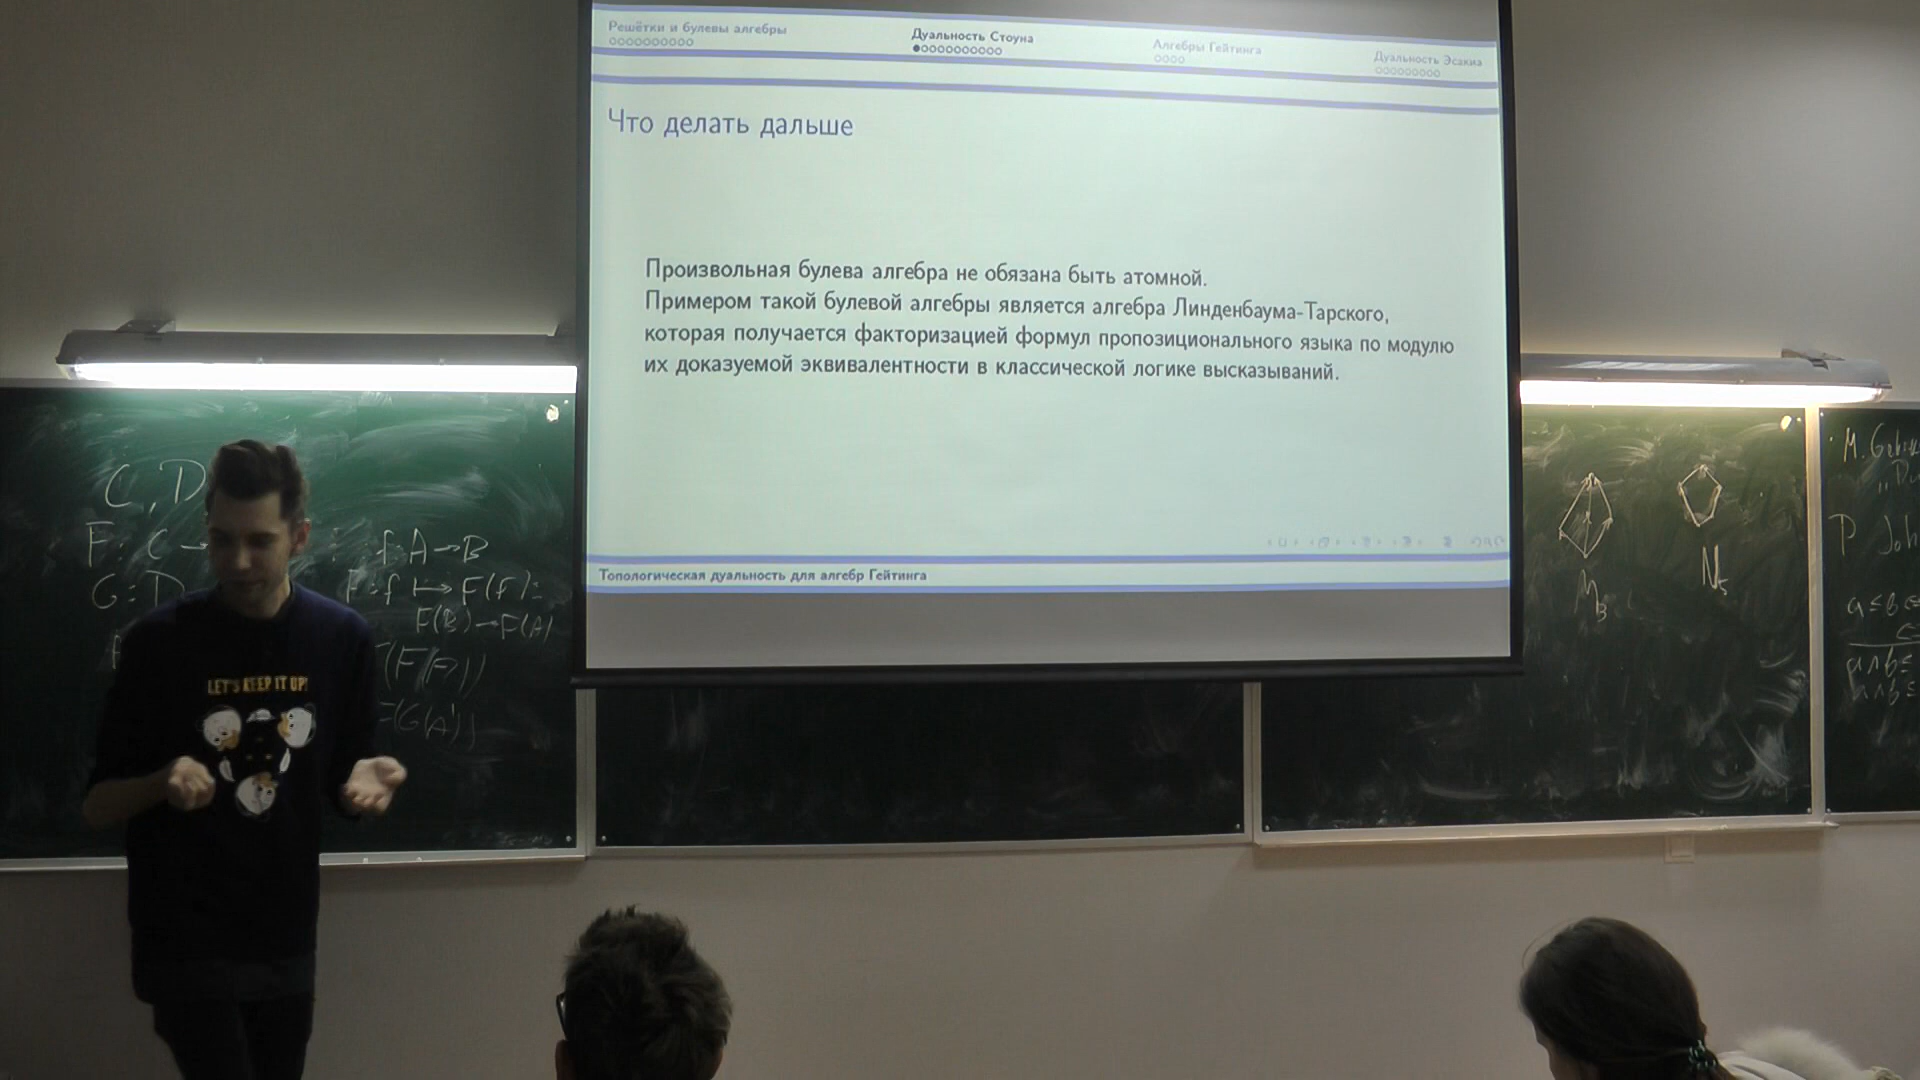 Решётки и булевы алгебры
Дуальность Стоуна
Алгебры Гейтинга
Дуальность Эсакиа
Что делать дальше
Произвольная булева алгебра не обязана быть атомной.
Примером такой булевой алгебры является алгебра Линденбаума-Тарского,
которая получается факторизацией формул пропозиционального языка по модулю
их доказуемой эквивалентности в классической логике высказываний.
Топологическая дуальность для алгебр Гейтинга
C, D
F: C →
f: A → B
G: D
F: f ↦ F(f):
F(B) → F(A)
LET'S KEEP IT UP!
M3
N5
M.
P